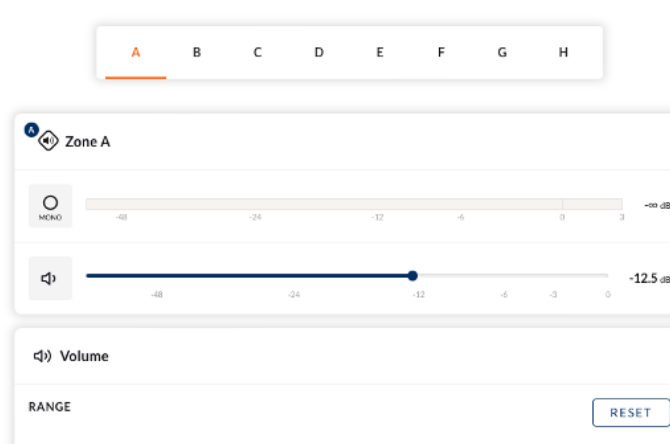 A B C D E F G H
A
Zone A
MONO
-48 -24 -12 -6 0 3
-∞ dB
-48 -24 -12 -6 -3 0
-12.5 dB
Volume
RANGE
RESET